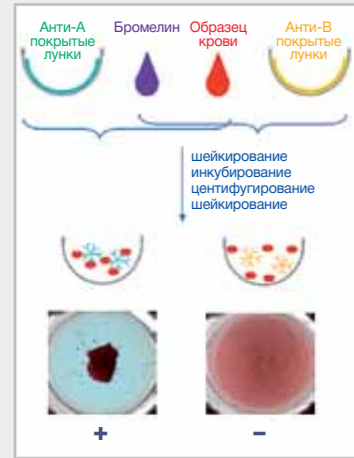 Анти-А
покрытые
лунки
Бромелин
Образец
крови
Анти-В
покрытые
лунки
шейкирование
инкубирование
центифугирование
шейкирование
+
−